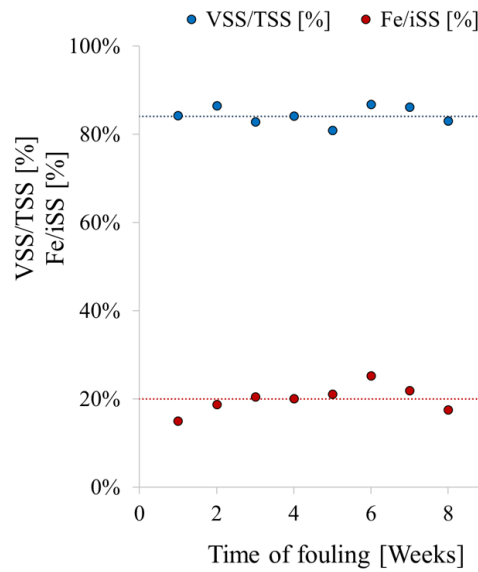 VSS/TSS [%] Fe/iSS [%]
100%
80%
60%
40%
20%
0%
VSS/TSS [%]
Fe/iSS [%]
0 2 4 6 8
Time of fouling [Weeks]